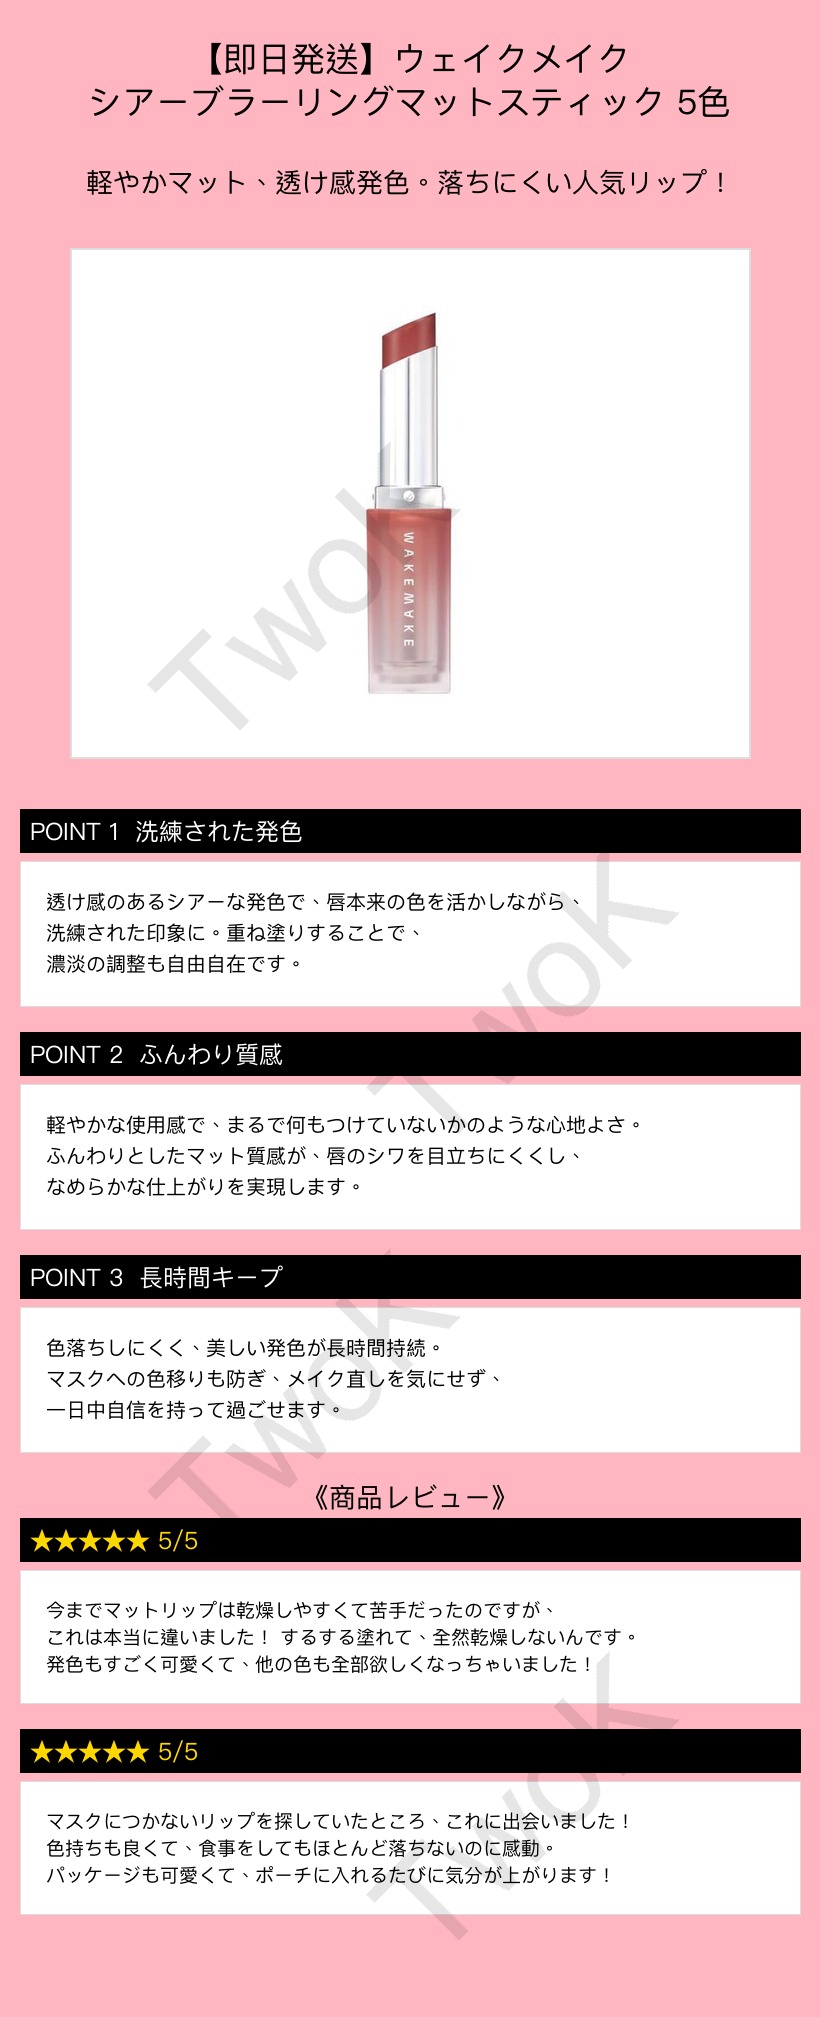 【即日発送】ウェイクメイク
シアーブラーリングマットスティック 5色
軽やかマット、透け感発色。落ちにくい人気リップ！
WAKEMAKE
TwoK
POINT 1 洗練された発色
透け感のあるシアーな発色で、唇本来の色を活かしながら、
洗練された印象に。重ね塗りすることで、
濃淡の調整も自由自在です。
TwoK
POINT 2 ふんわり質感
軽やかな使用感で、まるで何もつけていないかのような心地よさ。
ふんわりとしたマット質感が、唇のシワを目立ちにくくし、
なめらかな仕上がりを実現します。
POINT 3 長時間キープ
色落ちしにくく、美しい発色が長時間持続。
マスクへの色移りも防ぎ、メイク直しを気にせず、
一日中自信を持って過ごせます。
TwoK
《商品レビュー》
★★★★★ 5/5
今までマットリップは乾燥しやすくて苦手だったのですが、
これは本当に違いました！ するする塗れて、全然乾燥しないんです。
発色もすごく可愛くて、他の色も全部欲しくなっちゃいました！
★★★★★ 5/5
マスクにつかないリップを探していたところ、これに出会いました！
色持ちも良くて、食事をしてもほとんど落ちないのに感動。
パッケージも可愛くて、ポーチに入れるたびに気分が上がります！
TwoK